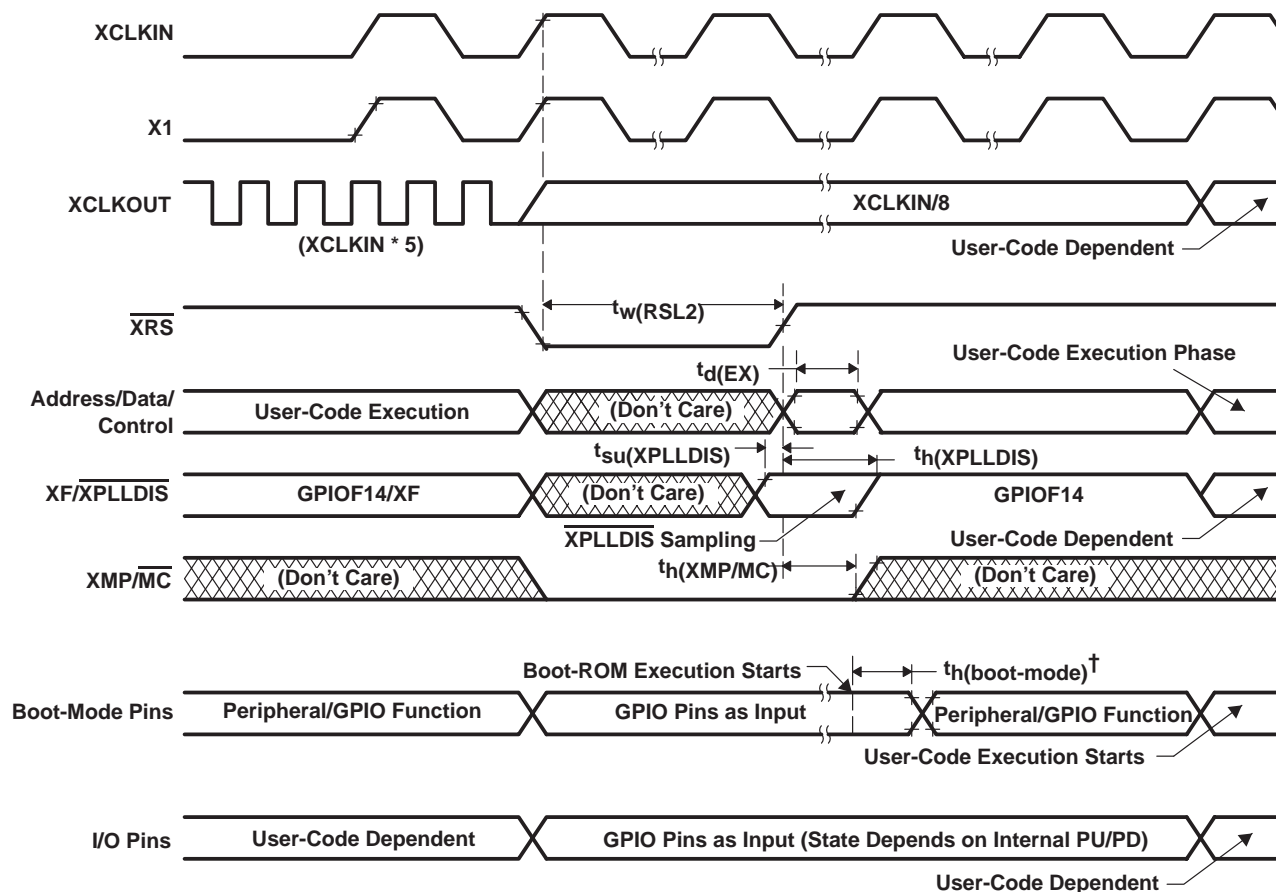 XCLKIN
X1
XCLKOUT
(XCLKIN * 5)
XCLKIN/8
User-Code Dependent
XRS
tw(RSL2)
User-Code Execution Phase
td(EX)
Address/Data/
Control
User-Code Execution
(Don't Care)
tsu(XPLLDIS)
th(XPLLDIS)
XF/XPLLDIS
GPIOF14/XF
(Don't Care)
GPIOF14
XPLLDIS Sampling
User-Code Dependent
XMP/MC
(Don't Care)
th(XMP/MC)
(Don't Care)
Boot-ROM Execution Starts
th(boot-mode)†
Boot-Mode Pins
Peripheral/GPIO Function
GPIO Pins as Input
Peripheral/GPIO Function
User-Code Execution Starts
I/O Pins
User-Code Dependent
GPIO Pins as Input (State Depends on Internal PU/PD)
User-Code Dependent